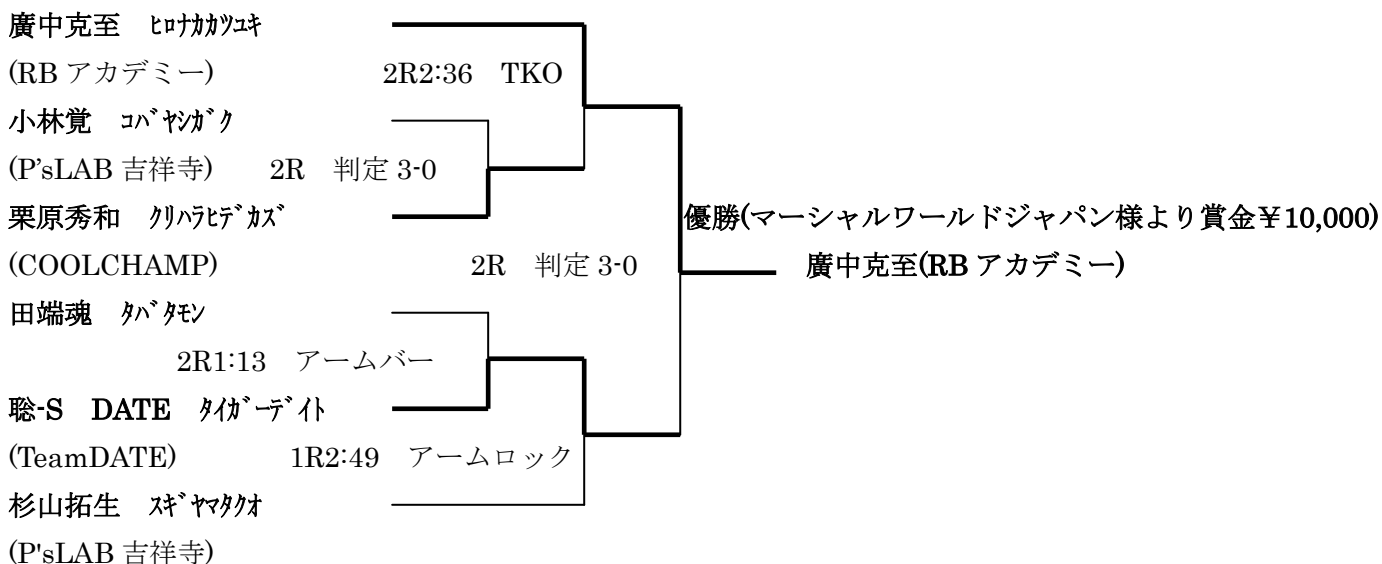 廣中克至　ﾋﾛﾅｶｶﾂﾕｷ
(RB アカデミー)　2R2:36　TKO
小林覚　ｺﾊﾞﾔｼｶﾞｸ
(P’sLAB 吉祥寺)　2R　判定 3-0
栗原秀和　ｸﾘﾊﾗﾋﾃﾞｶｽﾞ　優勝(マーシャルワールドジャパン様より賞金￥10,000)
(COOLCHAMP)　2R　判定 3-0　廣中克至(RB アカデミー)
田端魂　ﾀﾊﾞﾀﾓﾝ
2R1:13　アームバー
聡-S　DATE　ﾀｲｶﾞｰﾃﾞｲﾄ
(TeamDATE)　1R2:49　アームロック
杉山拓生　ｽｷﾞﾔﾏﾀｸｵ
(P'sLAB 吉祥寺)